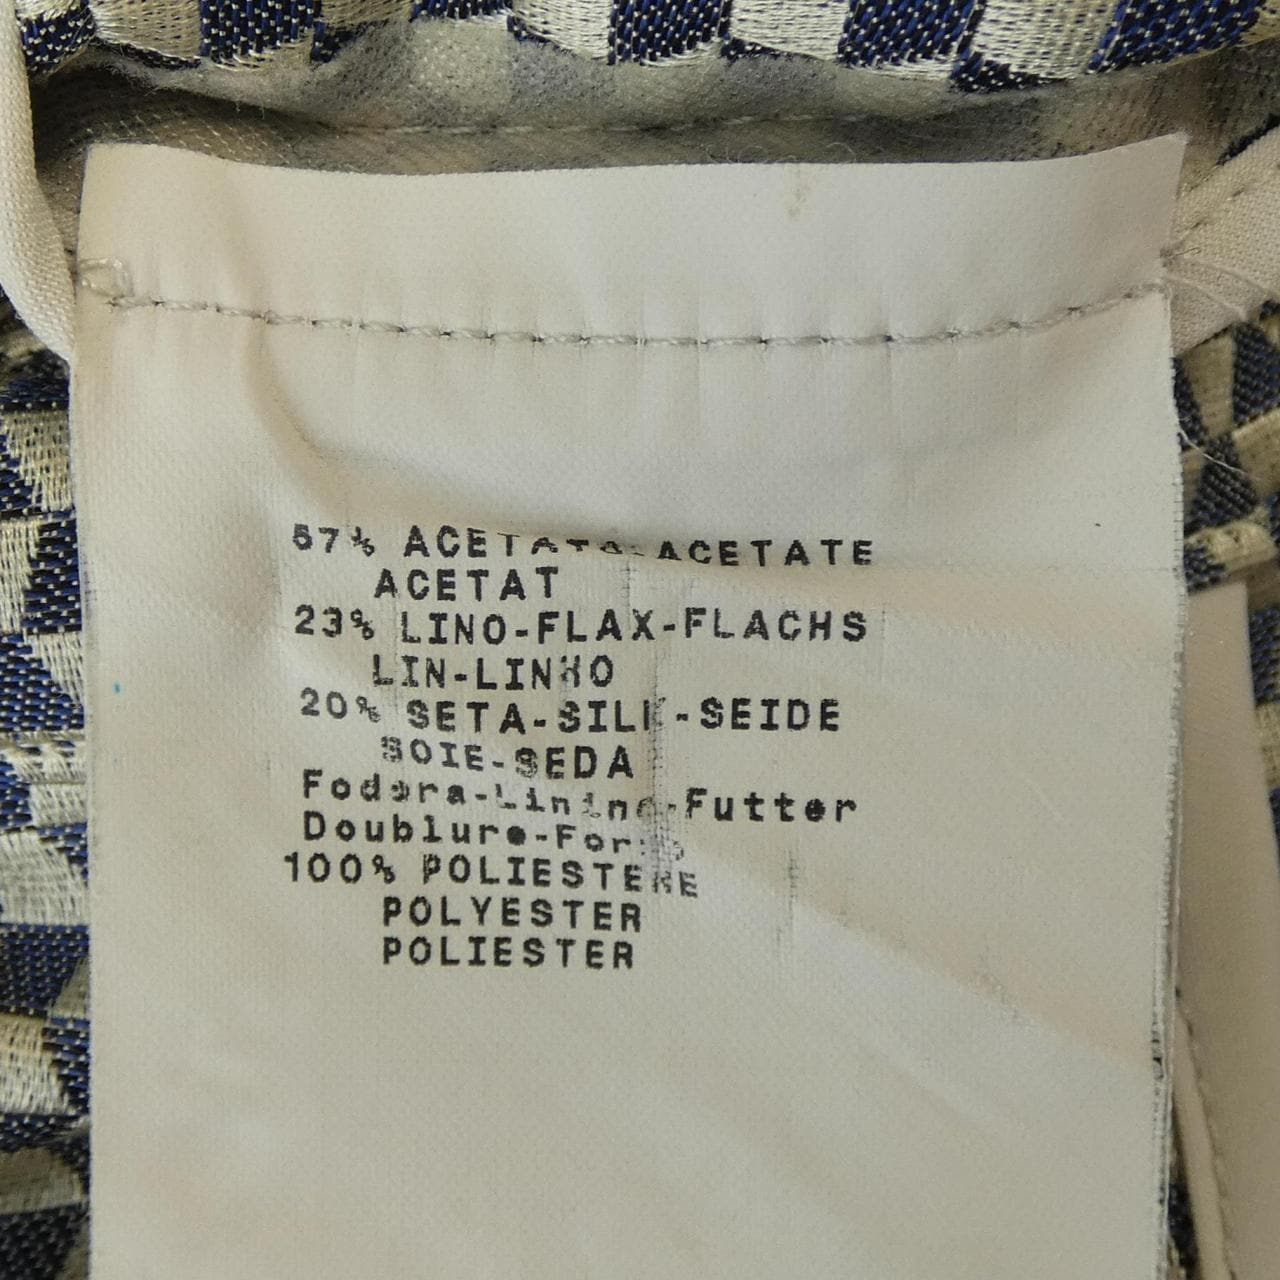 57% ACETATO-ACETATE
ACETAT
23% LINO-FLAX-FLACHS
LIN-LINHO
20% SETA-SILK-SEIDE
SOIE-SEDA
Fodera-Lining-Futter
Doublure-Forro
100% POLIESTERE
POLYESTER
POLIESTER